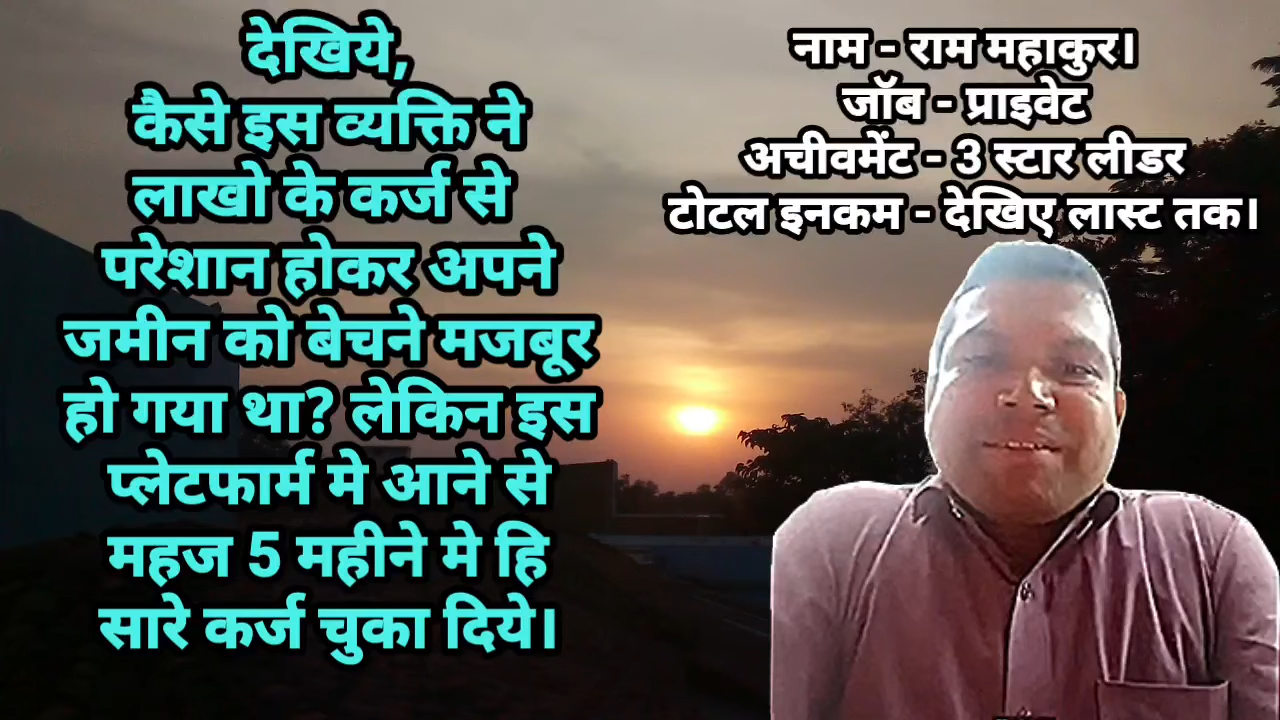 देखिये,
कैसे इस व्यक्ति ने
लाखो के कर्ज से
परेशान होकर अपने
जमीन को बेचने मजबूर
हो गया था? लेकिन इस
प्लेटफार्म मे आने से
महज 5 महीने मे हि
सारे कर्ज चुका दिये।
नाम - राम महाकुर।
जॉब - प्राइवेट
अचीवमेंट - 3 स्टार लीडर
टोटल इनकम - देखिए लास्ट तक।